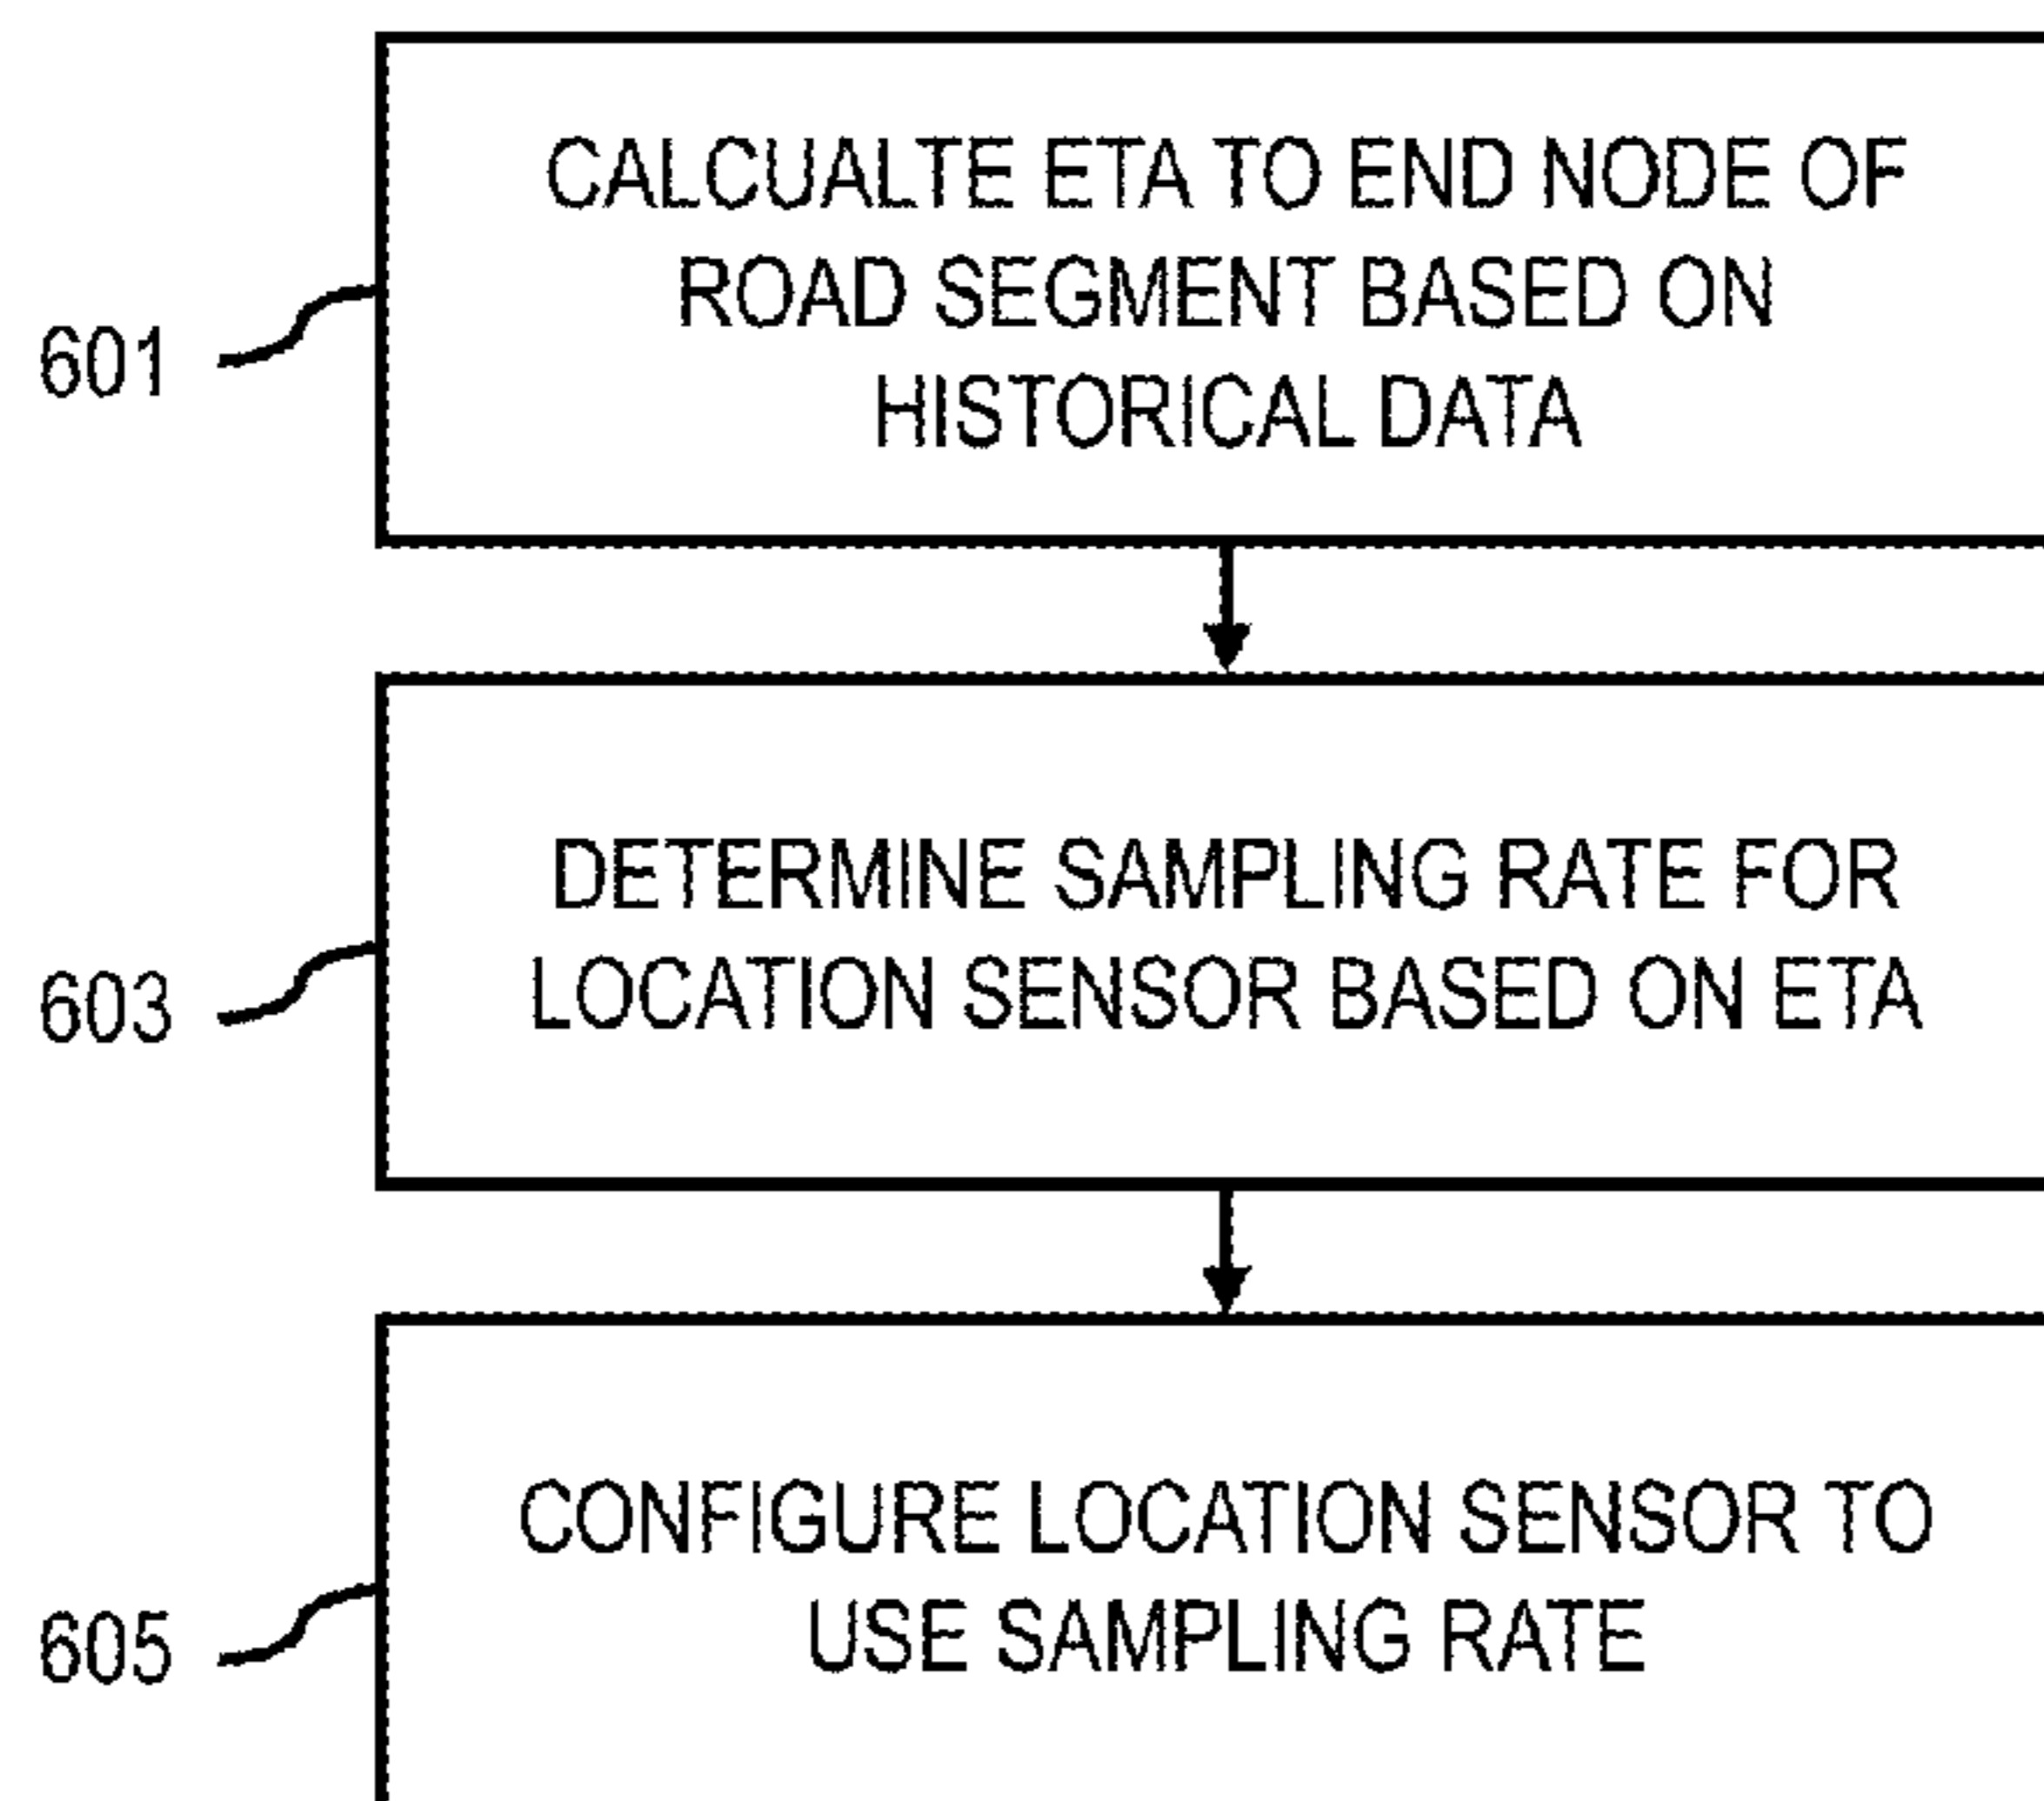 CALCUALTE ETA TO END NODE OF
ROAD SEGMENT BASED ON
HISTORICAL DATA
601
DETERMINE SAMPLING RATE FOR
LOCATION SENSOR BASED ON ETA
603
CONFIGURE LOCATION SENSOR TO
USE SAMPLING RATE
605